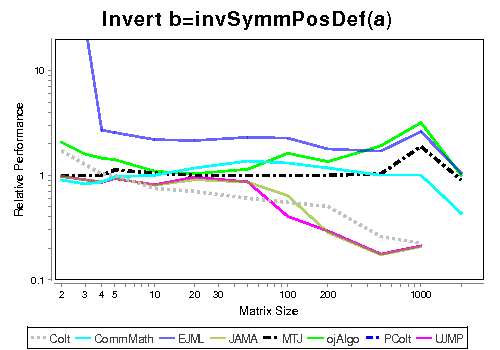 Invert b=invSymmPosDef(a)
Relative Performance
10
1
0.1
2 3 4 5 10 20 30 100 200 1000
Matrix Size
Colt CommMath EJML JAMA MTJ ojAlgo PColt UJMP